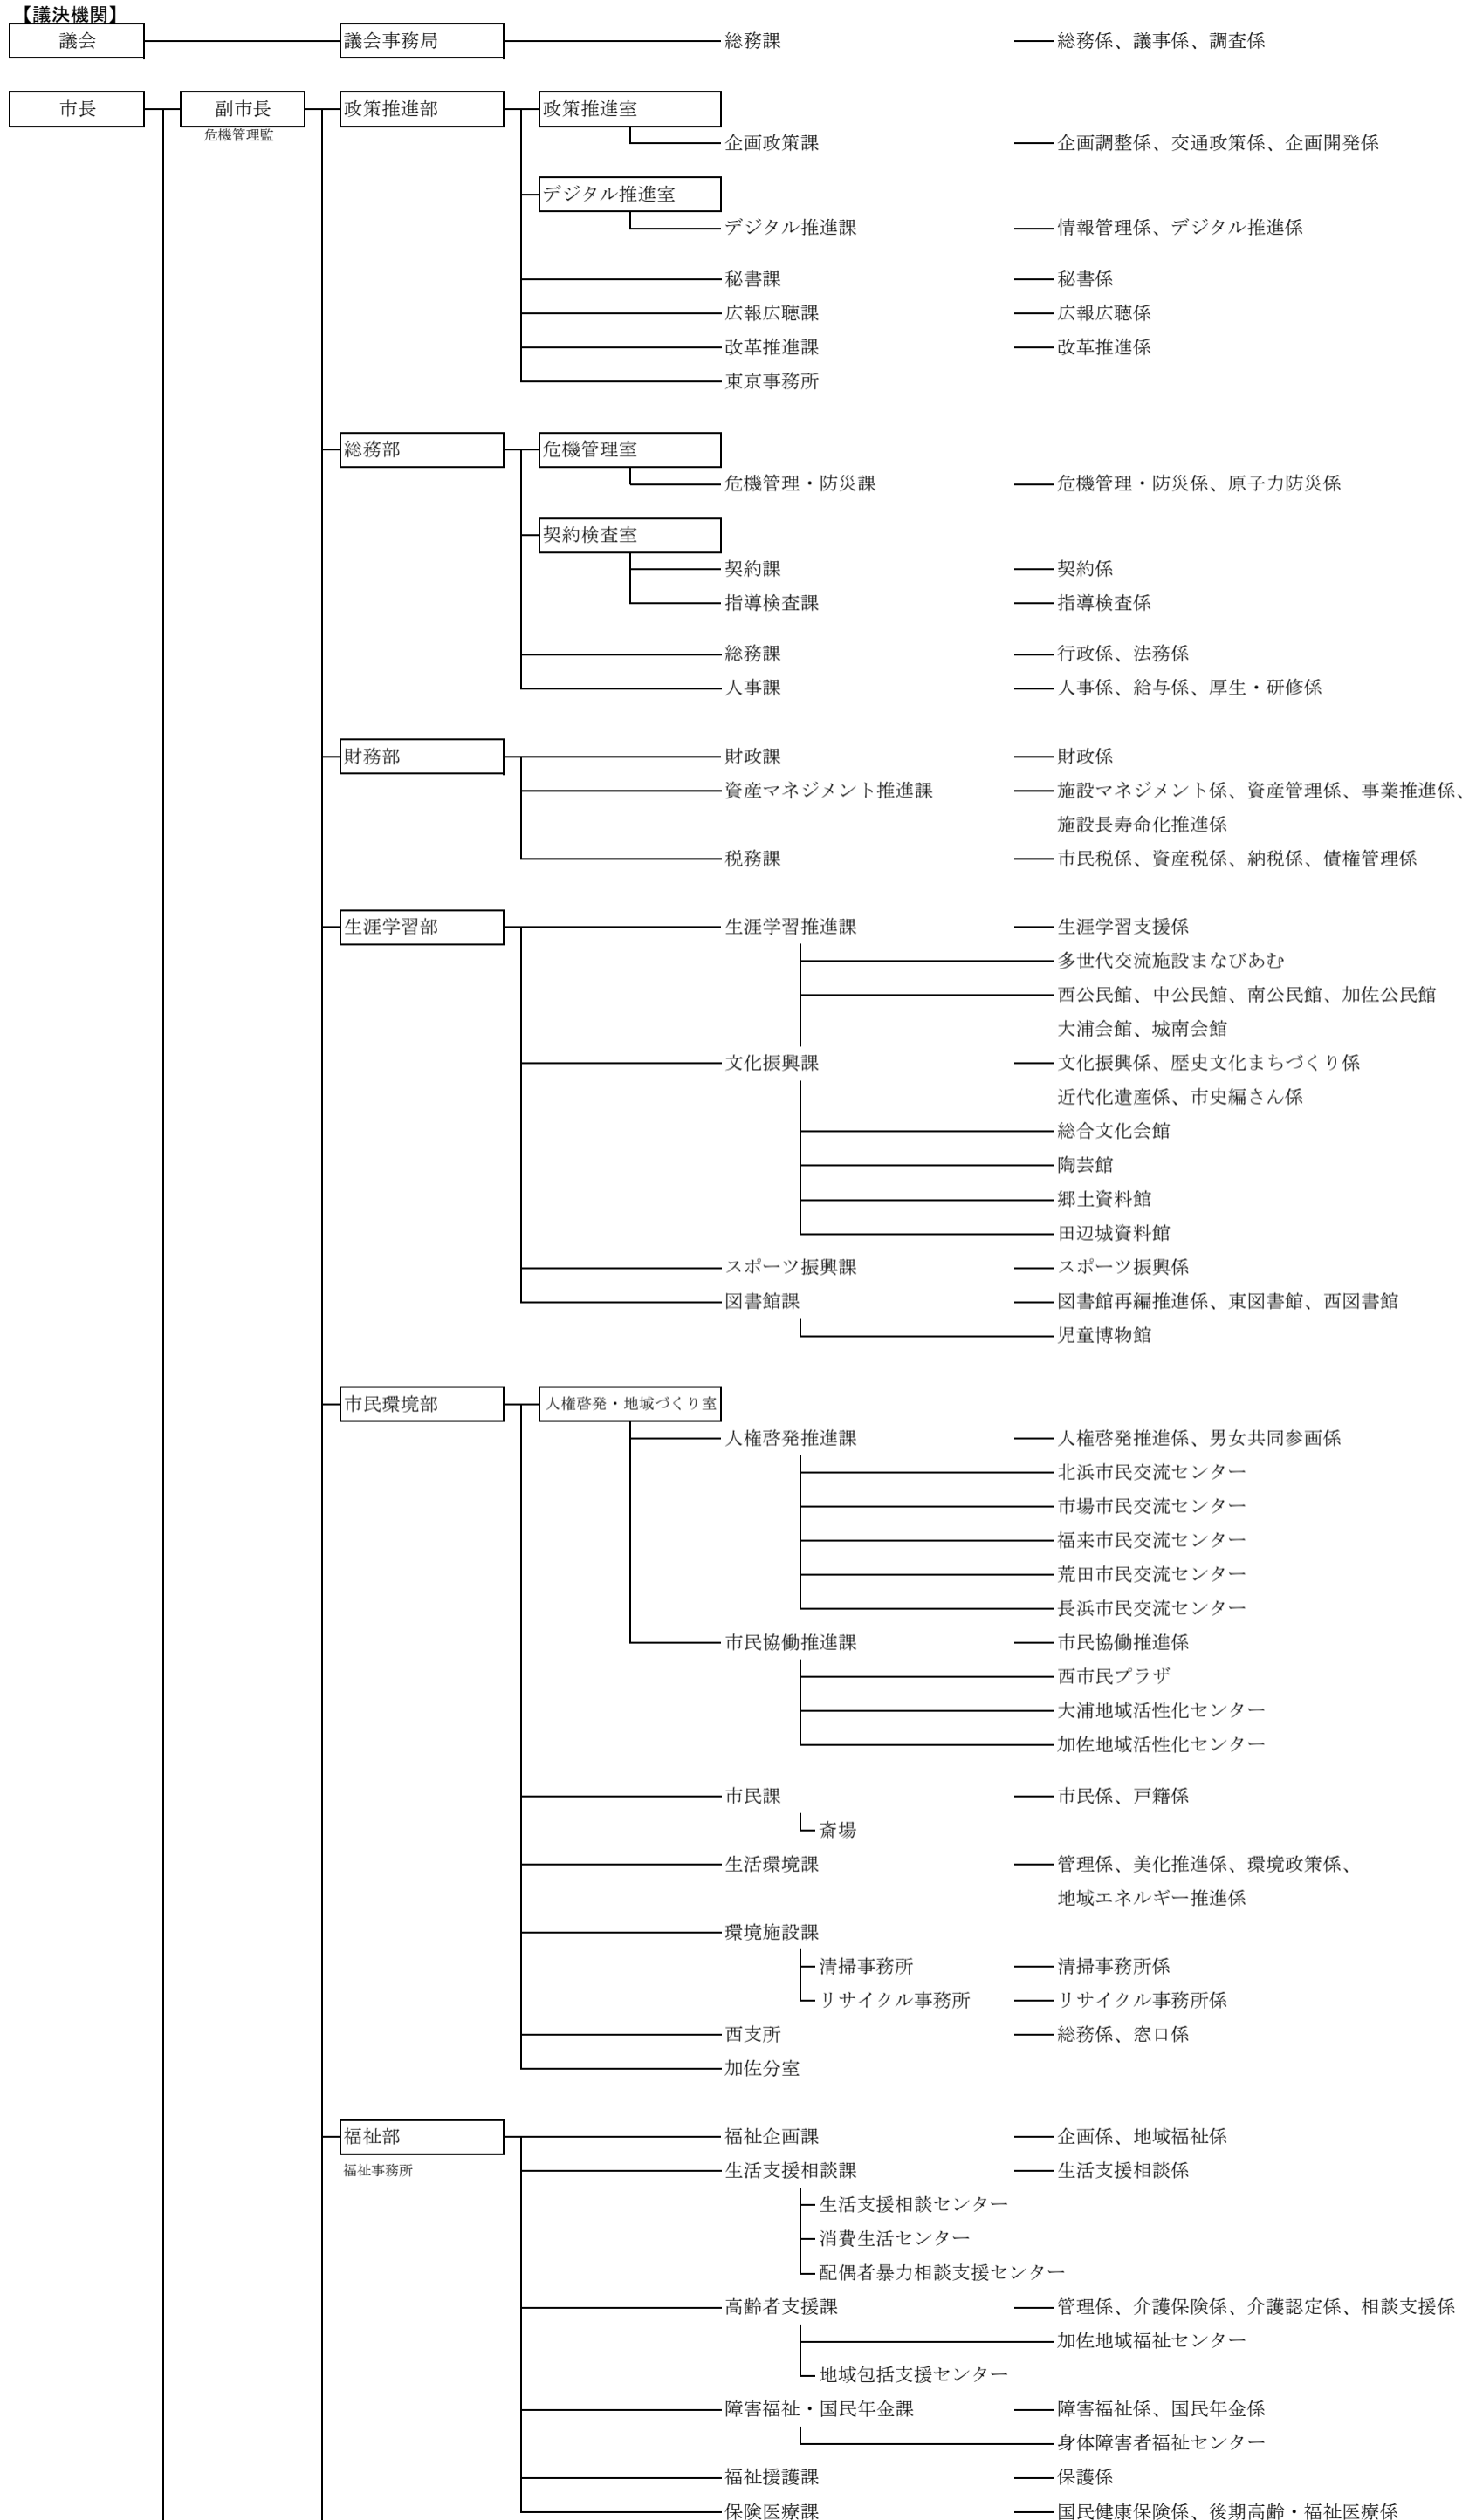 【議決機関】
議会 議会事務局 総務課 総務係、議事係、調査係
市長 副市長 政策推進部 政策推進室
危機管理監
企画政策課 企画調整係、交通政策係、企画開発係
デジタル推進室
デジタル推進課 情報管理係、デジタル推進係
秘書課 秘書係
広報広聴課 広報広聴係
改革推進課 改革推進係
東京事務所
総務部 危機管理室
危機管理・防災課 危機管理・防災係、原子力防災係
契約検査室
契約課 契約係
指導検査課 指導検査係
総務課 行政係、法務係
人事課 人事係、給与係、厚生・研修係
財務部 財政課 財政係
資産マネジメント推進課 施設マネジメント係、資産管理係、事業推進係、
施設長寿命化推進係
税務課 市民税係、資産税係、納税係、債権管理係
生涯学習部 生涯学習推進課 生涯学習支援係
多世代交流施設まなびあむ
西公民館、中公民館、南公民館、加佐公民館
大浦会館、城南会館
文化振興課 文化振興係、歴史文化まちづくり係
近代化遺産係、市史編さん係
総合文化会館
陶芸館
郷土資料館
田辺城資料館
スポーツ振興課 スポーツ振興係
図書館課 図書館再編推進係、東図書館、西図書館
児童博物館
市民環境部 人権啓発・地域づくり室
人権啓発推進課 人権啓発推進係、男女共同参画係
北浜市民交流センター
市場市民交流センター
福来市民交流センター
荒田市民交流センター
長浜市民交流センター
市民協働推進課 市民協働推進係
西市民プラザ
大浦地域活性化センター
加佐地域活性化センター
市民課 市民係、戸籍係
斎場
生活環境課 管理係、美化推進係、環境政策係、
地域エネルギー推進係
環境施設課
清掃事務所 清掃事務所係
リサイクル事務所 リサイクル事務所係
西支所 総務係、窓口係
加佐分室
福祉部 福祉企画課 企画係、地域福祉係
福祉事務所 生活支援相談課 生活支援相談係
生活支援相談センター
消費生活センター
配偶者暴力相談支援センター
高齢者支援課 管理係、介護保険係、介護認定係、相談支援係
加佐地域福祉センター
地域包括支援センター
障害福祉・国民年金課 障害福祉係、国民年金係
身体障害者福祉センター
福祉援護課 保護係
保険医療課 国民健康保険係、後期高齢・福祉医療係